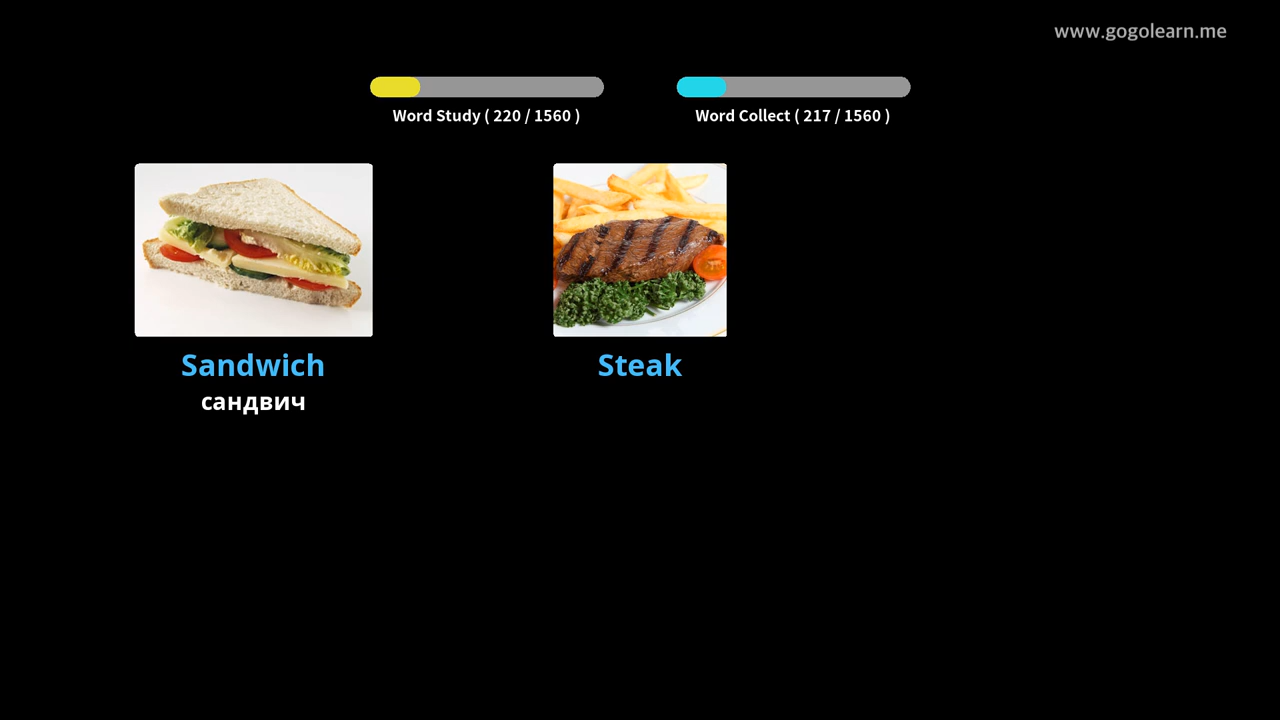 www.gogolearn.me
Word Study ( 220 / 1560 )
Word Collect ( 217 / 1560 )
Sandwich
сандвич
Steak